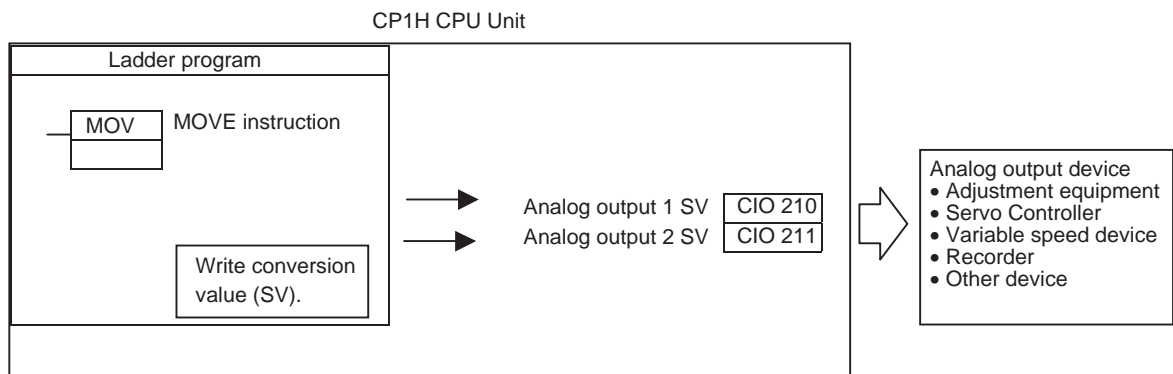 CP1H CPU Unit
Ladder program
MOV MOVE instruction
Write conversion
value (SV).
Analog output 1 SV CIO 210
Analog output 2 SV CIO 211
Analog output device
• Adjustment equipment
• Servo Controller
• Variable speed device
• Recorder
• Other device